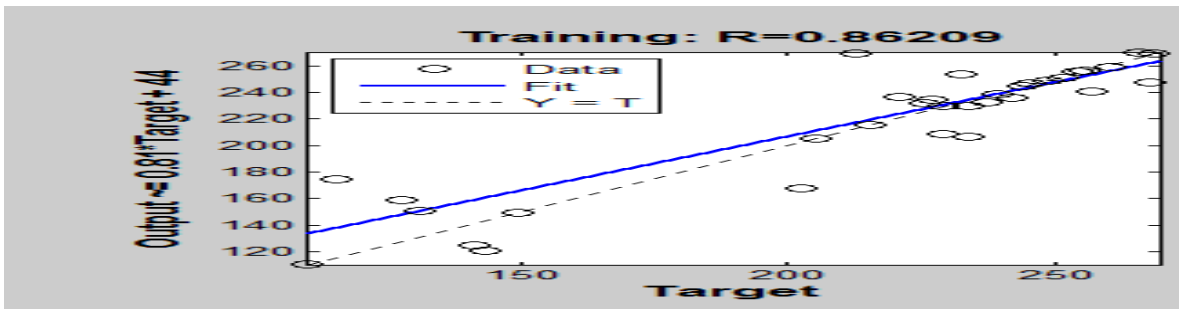 Training: R=0.86209
Output ~= 0.81*Target + 44
260
240
220
200
180
160
140
120
Data
Fit
Y = T
150
200
250
Target